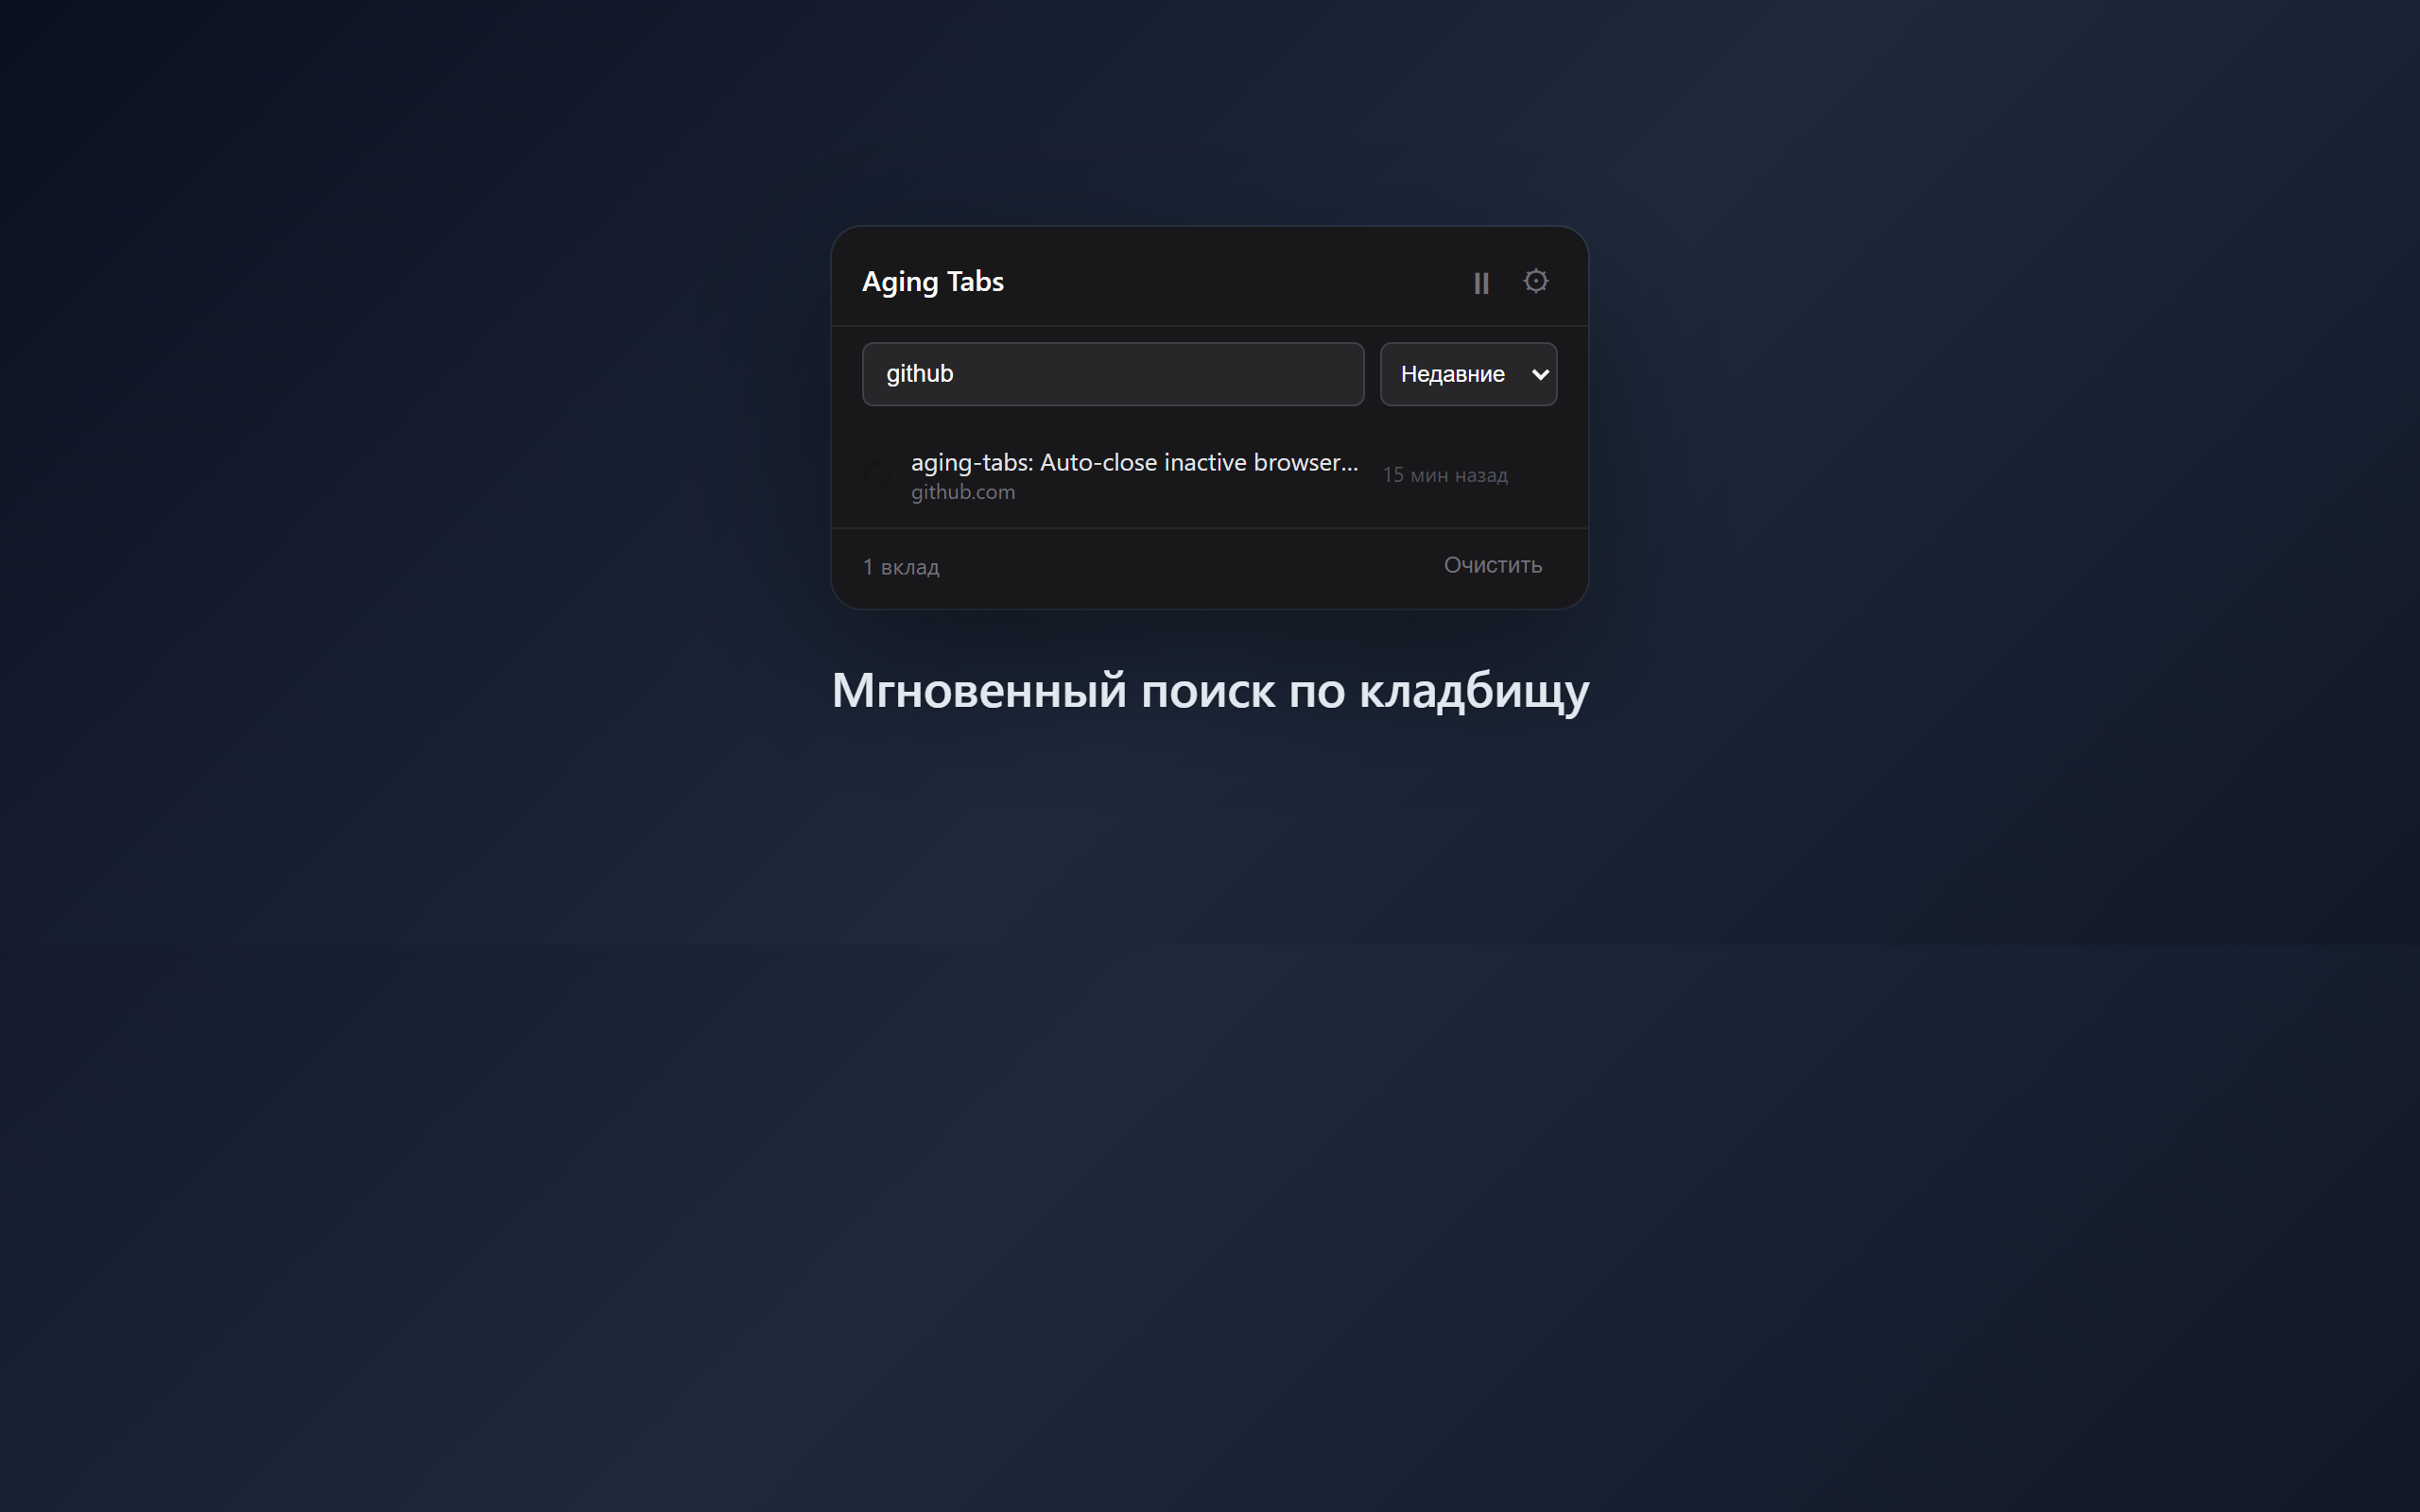 Aging Tabs
github
Недавние
aging-tabs: Auto-close inactive browser...
15 мин назад
github.com
1 вклад
Очистить
Мгновенный поиск по кладбищу